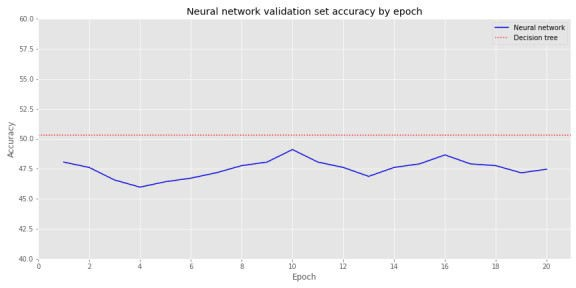 Neural network validation set accuracy by epoch
60.0
57.5
55.0
52.5
50.0
47.5
45.0
42.5
40.0
Accuracy
Neural network
Decision tree
0 2 4 6 8 10 12 14 16 18 20
Epoch